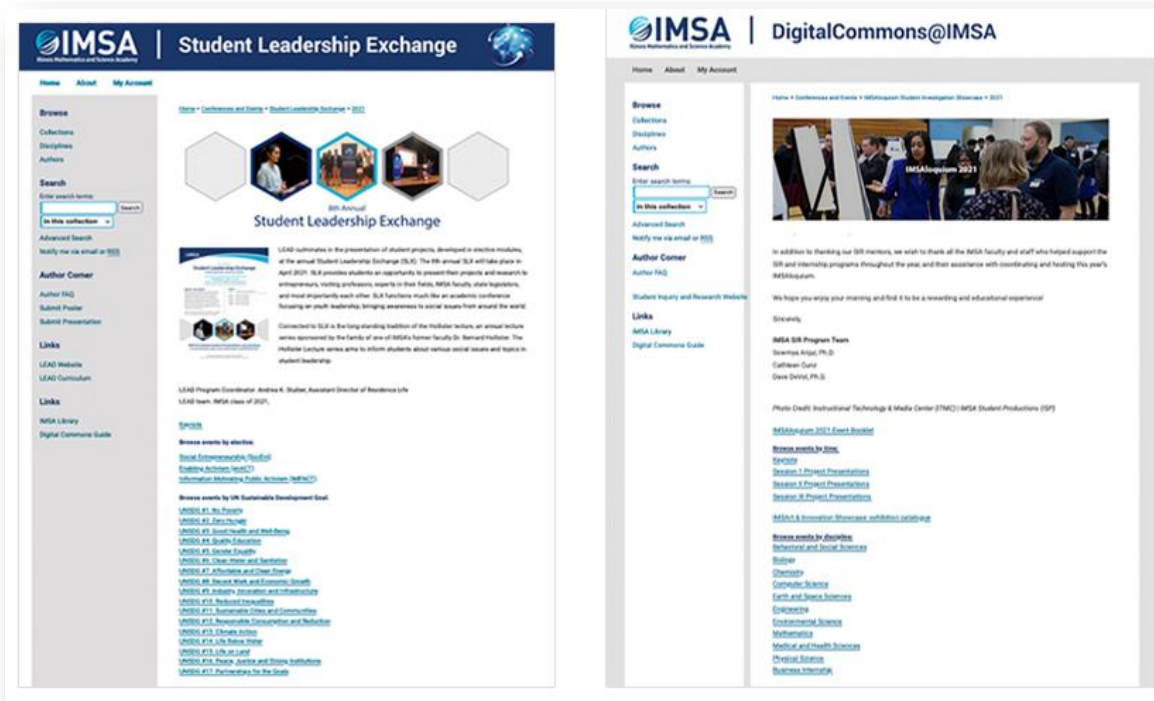 IMSA
Illinois Mathematics and Science Academy
Student Leadership Exchange
Home About My Account
Browse
Collections
Disciplines
Authors
Search
Enter search terms:
Search
in this collection
Advanced Search
Notify me via email or RSS
Author Corner
Author FAQ
Submit Poster
Submit Presentation
Links
LEAD Website
LEAD Curriculum
Links
IMSA Library
Digital Commons Guide
Home > Conferences and Events > Student Leadership Exchange > 2021
8th Annual
Student Leadership Exchange
LEAD culminates in the presentation of student projects, developed in elective modules,
at the annual Student Leadership Exchange (SLX). The 8th annual SLX will take place in
April 2021. SLX provides students an opportunity to present their projects and research to
entrepreneurs, visiting professors, experts in their fields, IMSA faculty, state legislators,
and most importantly each other. SLX functions much like an academic conference
focusing on youth leadership, bringing awareness to social issues from around the world.
Connected to SLX is the long-standing tradition of the Hollister lecture, an annual lecture
series sponsored by the family of one of IMSA's former faculty Dr. Bernard Hollister. The
Hollister Lecture series aims to inform students about various social issues and topics in
student leadership.
LEAD Program Coordinator: Andrea K. Stuiber, Assistant Director of Residence Life
LEAD team: IMSA class of 2021,
Keynote
Browse events by elective:
Social Entrepreneurship (SocEnt)
Enabling Activism (enACT)
Information Motivating Public Activism (IMPACT)
Browse events by UN Sustainable Development Goal:
UNSDG #1: No Poverty
UNSDG #2: Zero Hunger
UNSDG #3: Good Health and Well-Being
UNSDG #4: Quality Education
UNSDG #5: Gender Equality
UNSDG #6: Clean Water and Sanitation
UNSDG #7: Affordable and Clean Energy
UNSDG #8: Decent Work and Economic Growth
UNSDG #9: Industry, Innovation and Infrastructure
UNSDG #10: Reduced Inequalities
UNSDG #11: Sustainable Cities and Communities
UNSDG #12: Responsible Consumption and Reduction
UNSDG #13: Climate Action
UNSDG #14: Life Below Water
UNSDG #15: Life on Land
UNSDG #16: Peace, Justice and Strong Institutions
UNSDG #17: Partnerships for the Goals
IMSA
Illinois Mathematics and Science Academy
DigitalCommons@IMSA
Home About My Account
Browse
Collections
Disciplines
Authors
Search
Enter search terms:
Search
in this collection
Advanced Search
Notify me via email or RSS
Author Corner
Author FAQ
Student Inquiry and Research Website
Links
IMSA Library
Digital Commons Guide
Home > Conferences and Events > IMSAloquium Student Investigation Showcase > 2021
IMSAloquium 2021
In addition to thanking our SIR mentors, we wish to thank all the IMSA faculty and staff who helped support the
SIR and internship programs throughout the year, and their assistance with coordinating and hosting this year's
IMSAloquium.
We hope you enjoy your morning and find it to be a rewarding and educational experience!
Sincerely,
IMSA SIR Program Team
Sowmya Anjur, Ph.D.
Dave DeVol, Ph.D.
Photo Credit: Instructional Technology & Media Center (ITMC) | IMSA Student Productions (ISP)
IMSAloquium 2021 Event Booklet
Browse events by time:
Keynote
Session I Project Presentations
Session II Project Presentations
Session III Project Presentations
IMSArt & Innovation Showcase: exhibition catalogue
Browse events by discipline:
Behavioral and Social Sciences
Biology
Chemistry
Computer Science
Earth and Space Sciences
Engineering
Environmental Science
Mathematics
Medical and Health Sciences
Physical Science
Business Internship